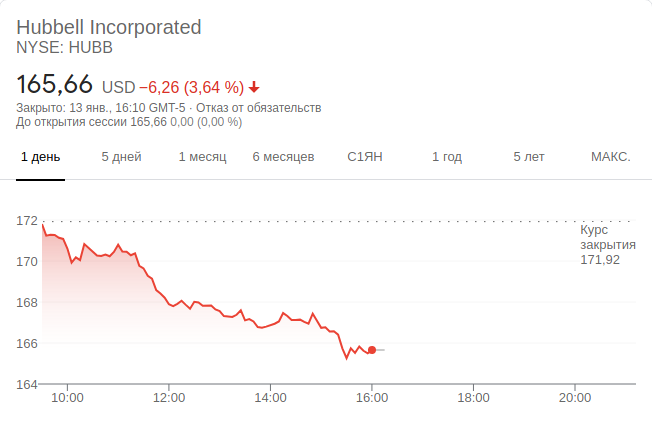 Hubbell Incorporated
NYSE: HUBB
165,66 USD −6,26 (3,64 %)
Закрыто: 13 янв., 16:10 GMT-5 · Отказ от обязательств
До открытия сессии 165,66 0,00 (0,00 %)
1 день 5 дней 1 месяц 6 месяцев С1ЯН 1 год 5 лет МАКС.
172
Курс
закрытия
171,92
170
168
166
164
10:00 12:00 14:00 16:00 18:00 20:00